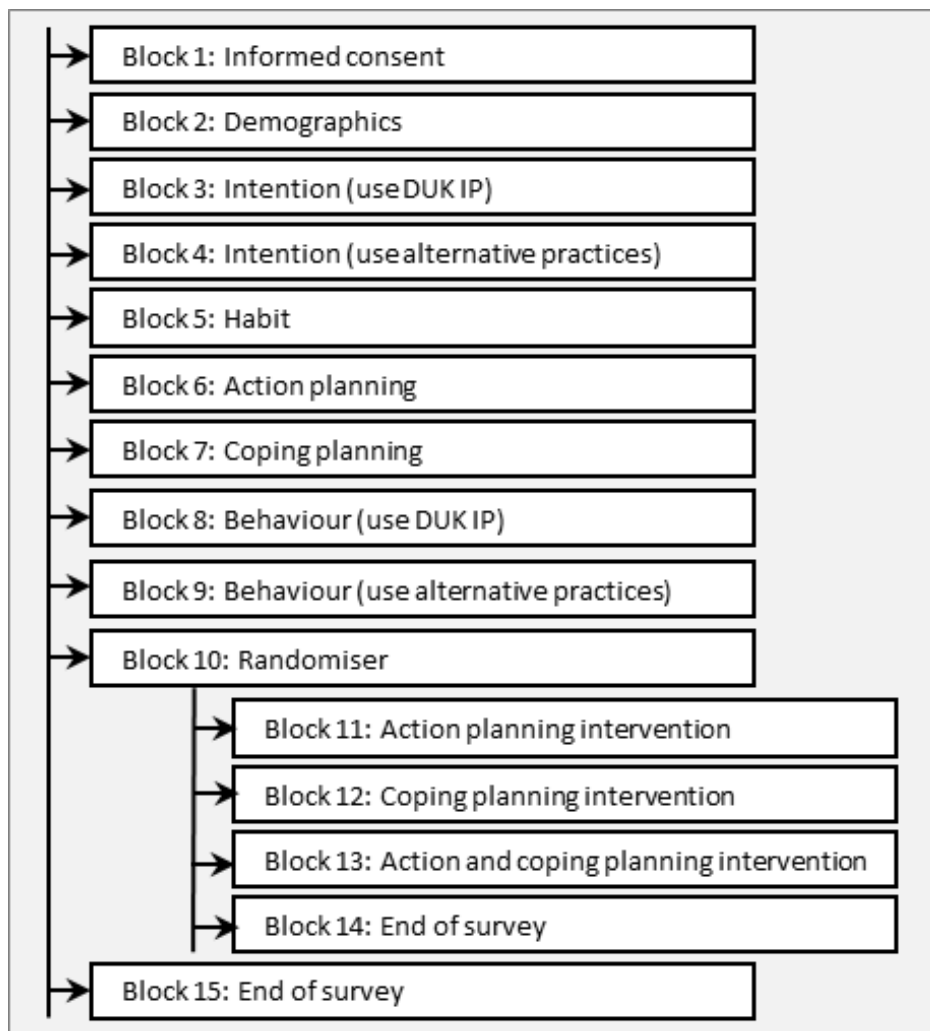 Block 1: Informed consent
Block 2: Demographics
Block 3: Intention (use DUK IP)
Block 4: Intention (use alternative practices)
Block 5: Habit
Block 6: Action planning
Block 7: Coping planning
Block 8: Behaviour (use DUK IP)
Block 9: Behaviour (use alternative practices)
Block 10: Randomiser
Block 11: Action planning intervention
Block 12: Coping planning intervention
Block 13: Action and coping planning intervention
Block 14: End of survey
Block 15: End of survey